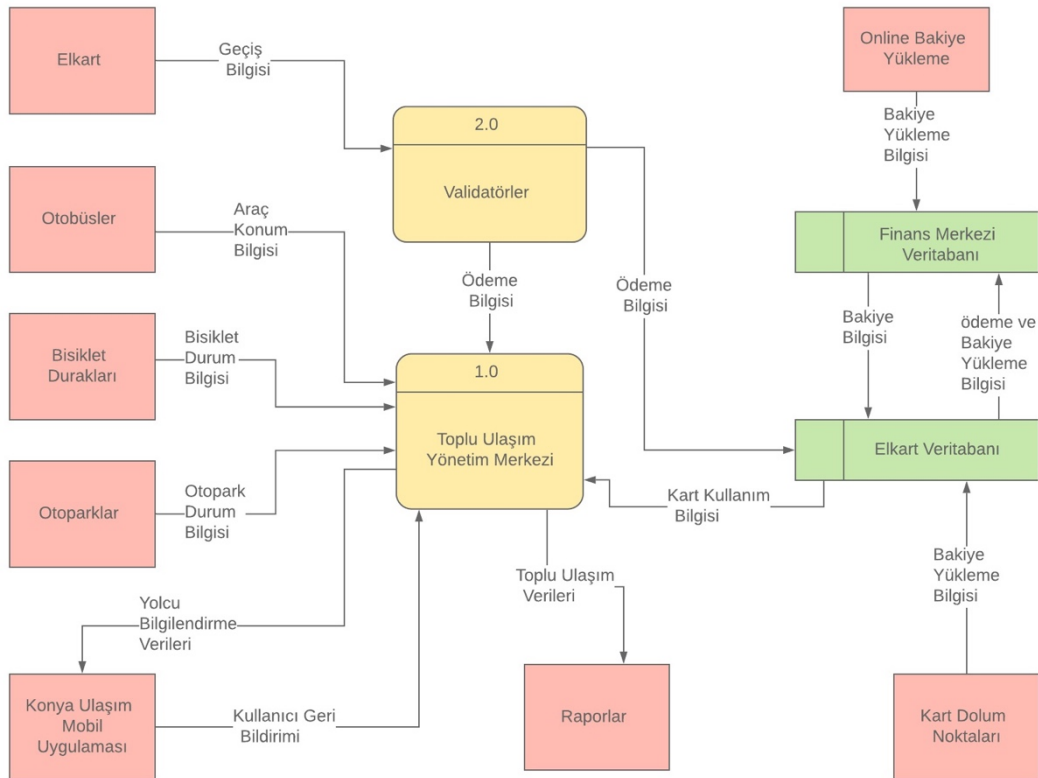 Elkart
Geçiş
Bilgisi
Online Bakiye
Yükleme
2.0
Validatörler
Bakiye
Yükleme
Bilgisi
Otobüsler
Araç
Konum
Bilgisi
Finans Merkezi
Veritabanı
Ödeme
Bilgisi
Ödeme
Bilgisi
Bakiye
Bilgisi
ödeme ve
Bakiye
Yükleme
Bilgisi
Bisiklet
Durakları
Bisiklet
Durum
Bilgisi
1.0
Toplu Ulaşım
Yönetim Merkezi
Elkart Veritabanı
Otoparklar
Otopark
Durum
Bilgisi
Kart Kullanım
Bilgisi
Toplu Ulaşım
Verileri
Bakiye
Yükleme
Bilgisi
Yolcu
Bilgilendirme
Verileri
Konya Ulaşım
Mobil
Uygulaması
Kullanıcı Geri
Bildirimi
Raporlar
Kart Dolum
Noktaları